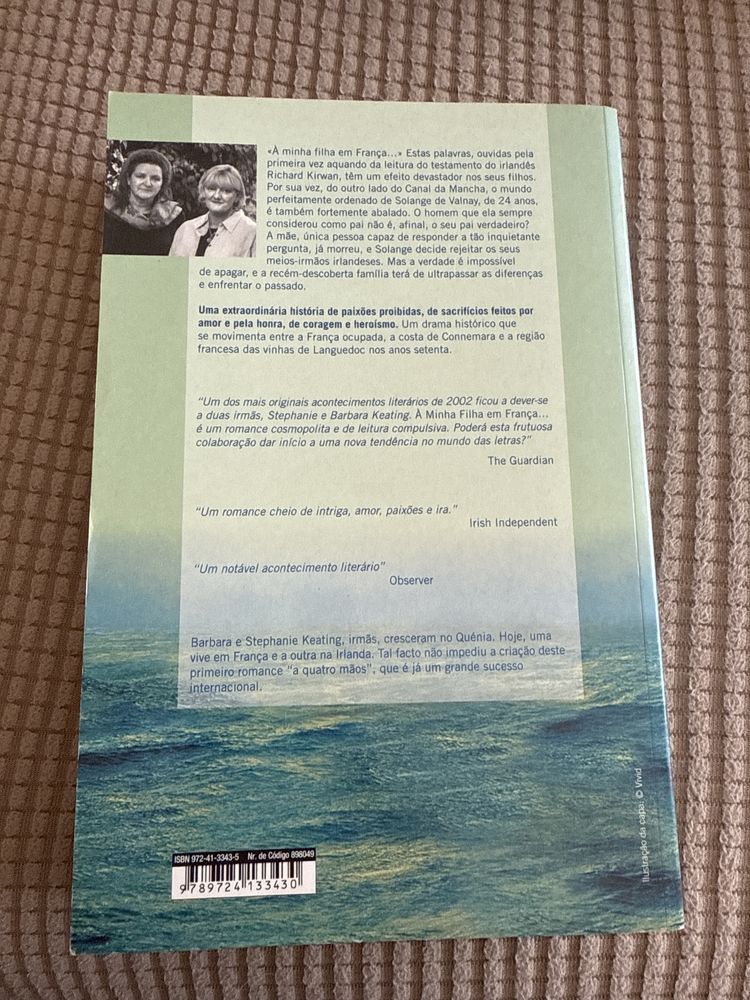 «À minha filha em França...» Estas palavras, ouvidas pela
primeira vez aquando da leitura do testamento do irlandês
Richard Kirwan, têm um efeito devastador nos seus filhos.
Por sua vez, do outro lado do Canal da Mancha, o mundo
perfeitamente ordenado de Solange de Valnay, de 24 anos,
é também fortemente abalado. O homem que ela sempre
considerou como pai não é, afinal, o seu pai verdadeiro?
A mãe, única pessoa capaz de responder a tão inquietante
pergunta, já morreu, e Solange decide rejeitar os seus
meios-irmãos irlandeses. Mas a verdade é impossível
de apagar, e a recém-descoberta família terá de ultrapassar as diferenças
e enfrentar o passado.
Uma extraordinária história de paixões proibidas, de sacrifícios feitos por
amor e pela honra, de coragem e heroísmo. Um drama histórico que
se movimenta entre a França ocupada, a costa de Connemara e a região
francesa das vinhas de Languedoc nos anos setenta.
"Um dos mais originais acontecimentos literários de 2002 ficou a dever-se
a duas irmãs, Stephanie e Barbara Keating. À Minha Filha em França...
é um romance cosmopolita e de leitura compulsiva. Poderá esta frutuosa
colaboração dar início a uma nova tendência no mundo das letras?"
The Guardian
"Um romance cheio de intriga, amor, paixões e ira."
Irish Independent
"Um notável acontecimento literário"
Observer
Barbara e Stephanie Keating, irmãs, cresceram no Quénia. Hoje, uma
vive em França e a outra na Irlanda. Tal facto não impediu a criação deste
primeiro romance "a quatro mãos", que é já um grande sucesso
internacional.
Ilustração da capa: © Vivid
ISBN 972-41-3343-5 Nr. de Código 898049
9 789724 133430